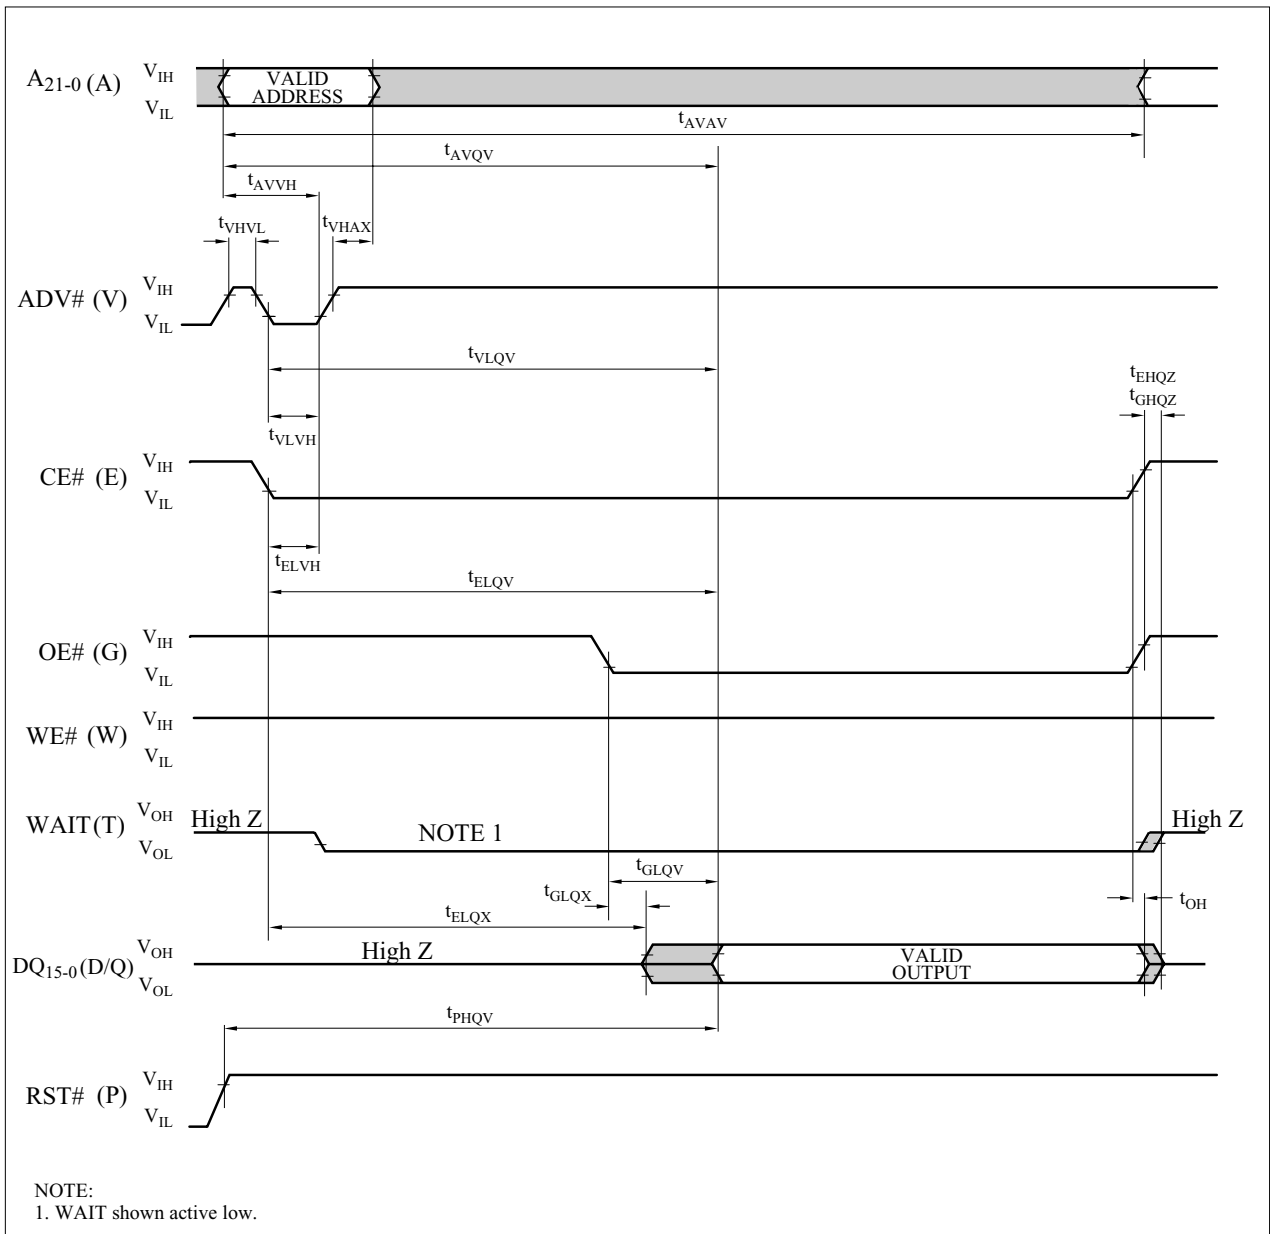 A21-0 (A) VIH VALID
VIL ADDRESS
tAVAV
tAVQV
tAVVH
tVHVL tVHAX
ADV# (V) VIH
VIL
tVLQV
tEHQZ
tGHQZ
tVLVH
CE# (E) VIH
VIL
tELVH
tELQV
OE# (G) VIH
VIL
WE# (W) VIH
VIL
WAIT(T) VOH High Z NOTE 1 High Z
VOL
tGLQV
tGLQX tOH
tELQX
DQ15-0 (D/Q) VOH High Z VALID
VOL OUTPUT
tPHQV
RST# (P) VIH
VIL
NOTE:
1. WAIT shown active low.